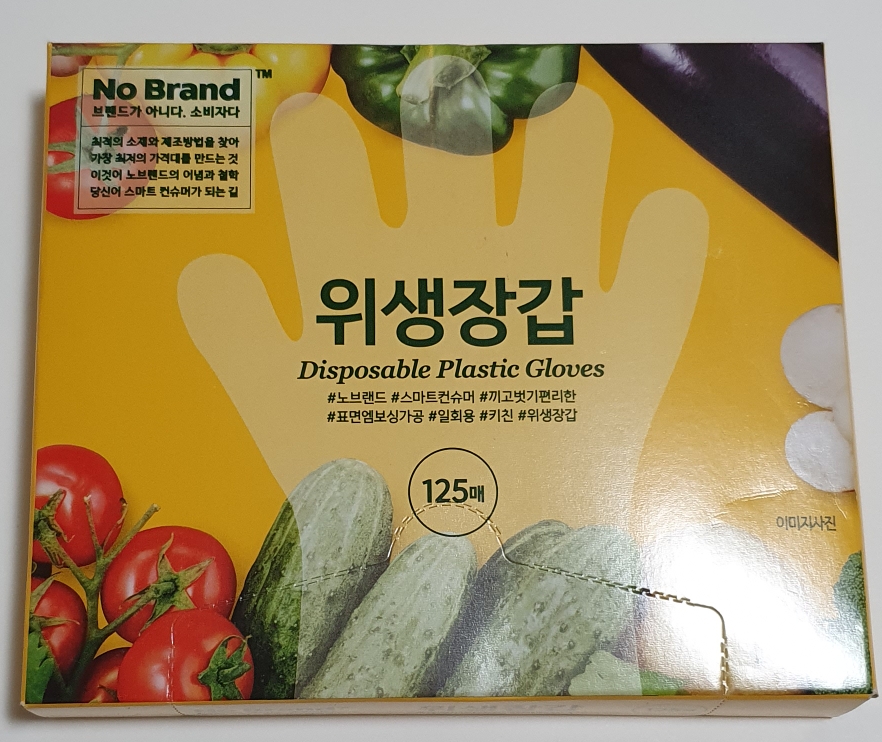 No Brand™
브랜드가 아니다. 소비자다
최적의 소재와 제조방법을 찾아
가장 최저의 가격대를 만드는 것
이것이 노브랜드의 이념과 철학
당신이 스마트 컨슈머가 되는 길
위생장갑
Disposable Plastic Gloves
#노브랜드 #스마트컨슈머 #끼고벗기편리한
#표면엠보싱가공 #일회용 #키친 #위생장갑
125매
이미지사진